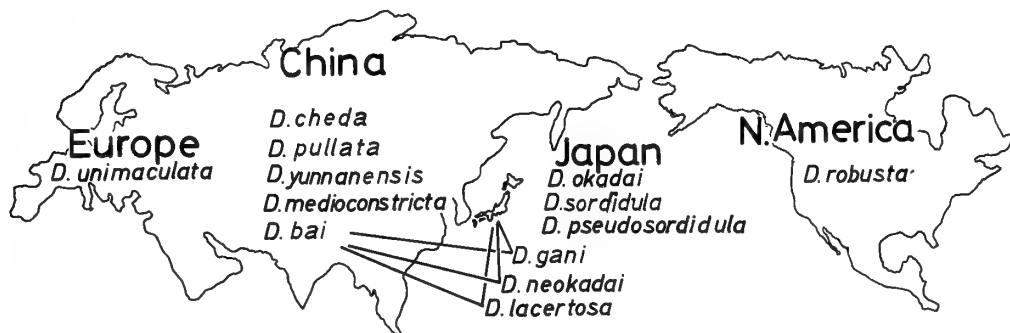 China
D. cheda
D. pullata
D. yunnanensis
D. medioconstricta
D. bai
Europe
D. unimaculata
Japan
D. okadai
D. sordidula
D. pseudosordidula
D. gani
D. neokadai
D. lacertosa
N. America
D. robusta